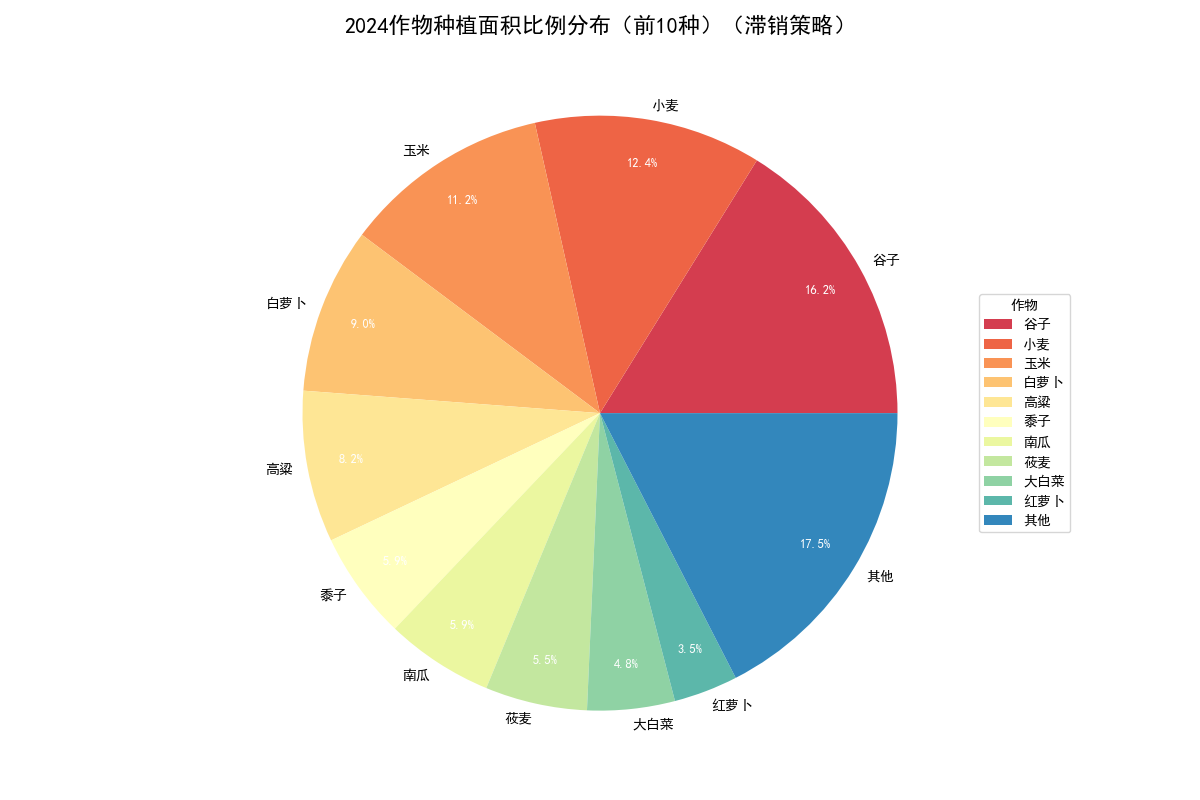 2024作物种植面积比例分布（前10种）（滞销策略）
小麦
玉米
12.4%
11.2%
谷子
16.2%
白萝卜
9.0%
高粱
8.2%
黍子
南瓜
5.9%
莜麦
5.5%
大白菜
4.8%
红萝卜
3.5%
其他
17.5%
作物
谷子
小麦
玉米
白萝卜
高粱
黍子
南瓜
莜麦
大白菜
红萝卜
其他